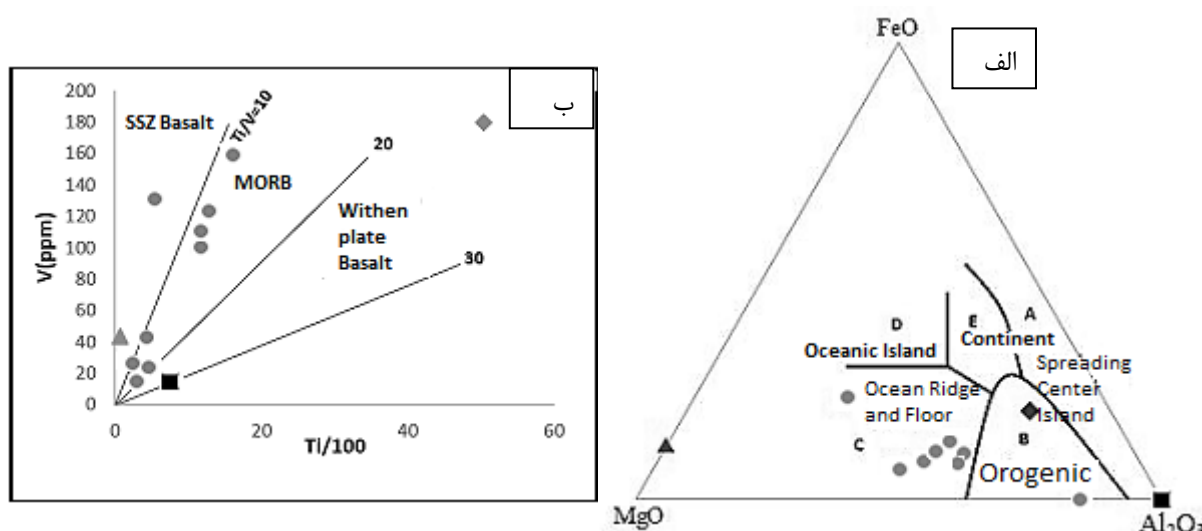 ب
200
180
160
140
120
100
80
60
40
20
0
V(ppm)
SSZ Basalt
Ti/V=10
20
MORB
Withen
plate
Basalt
30
0
20
40
60
Ti/100
الف
FeO
D
E
A
Continent
Oceanic Island
Spreading
Center
Island
Ocean Ridge
and Floor
C
B
Orogenic
MgO
Al2O3